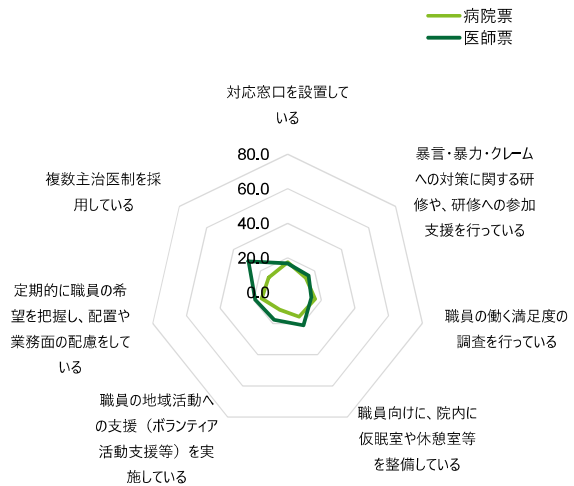 病院票
医師票
対応窓口を設置して
いる
暴言・暴力・クレーム
への対策に関する研
修や、研修への参加
支援を行っている
職員の働く満足度の
調査を行っている
職員向けに、院内に
仮眠室や休憩室等
を整備している
職員の地域活動へ
の支援（ボランティア
活動支援等）を実
施している
定期的に職員の希
望を把握し、配置や
業務面の配慮をして
いる
複数主治医制を採
用している
80.0
60.0
40.0
20.0
0.0